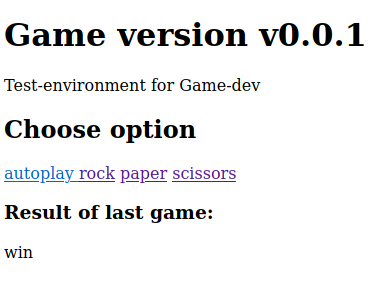 Game version v0.0.1
Test-environment for Game-dev
Choose option
autoplay rock paper scissors
Result of last game:
win